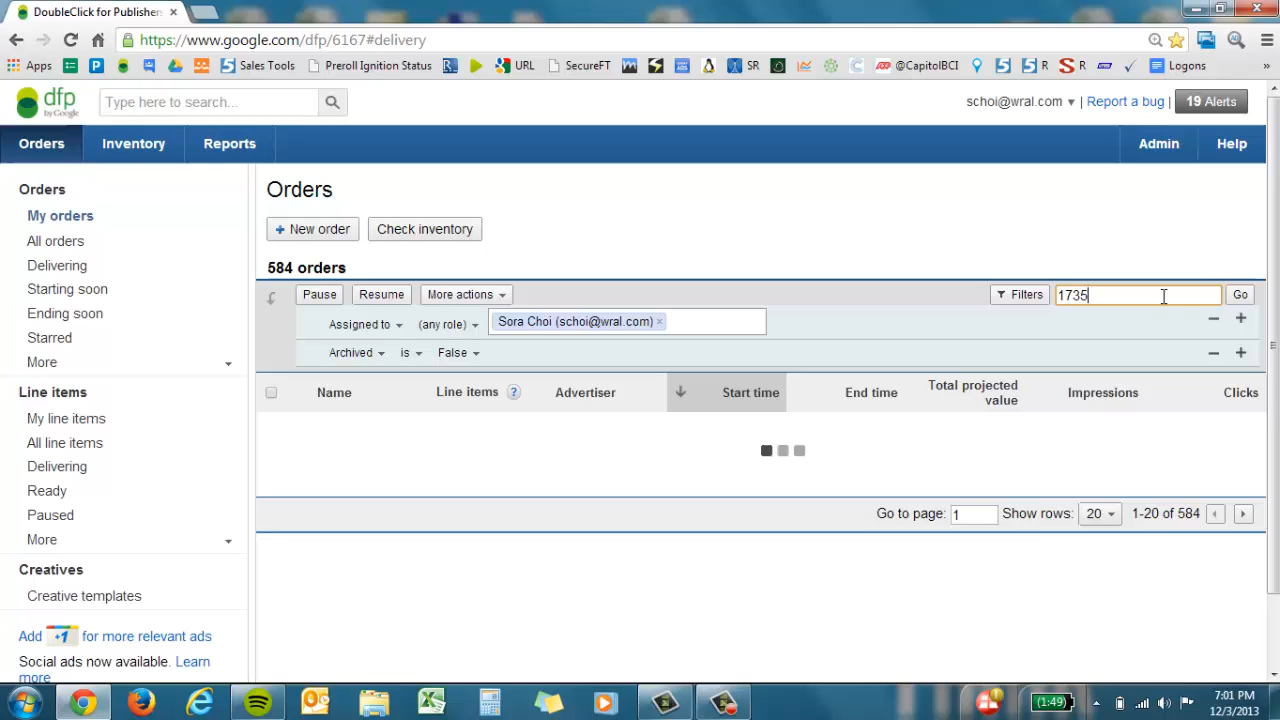 DoubleClick for Publishers ×
https://www.google.com/dfp/6167#delivery
Apps Sales Tools Preroll Ignition Status URL SecureFT SR @CapitolBCI R R Logons »
dfp by Google Type here to search... schoi@wral.com ▾ | Report a bug | 19 Alerts
Orders Inventory Reports Admin Help
Orders
My orders
All orders
Delivering
Starting soon
Ending soon
Starred
More
Line items
My line items
All line items
Delivering
Ready
Paused
More
Creatives
Creative templates
Add +1 for more relevant ads
Social ads now available. Learn
more
Orders
+ New order Check inventory
584 orders
Pause Resume More actions Filters 1735 Go
Assigned to (any role) Sora Choi (schoi@wral.com) ×
Archived is False
Name Line items ? Advertiser Start time End time Total projected value Impressions Clicks
Go to page: 1 Show rows: 20 1-20 of 584
(1:49) 7:01 PM
12/3/2013